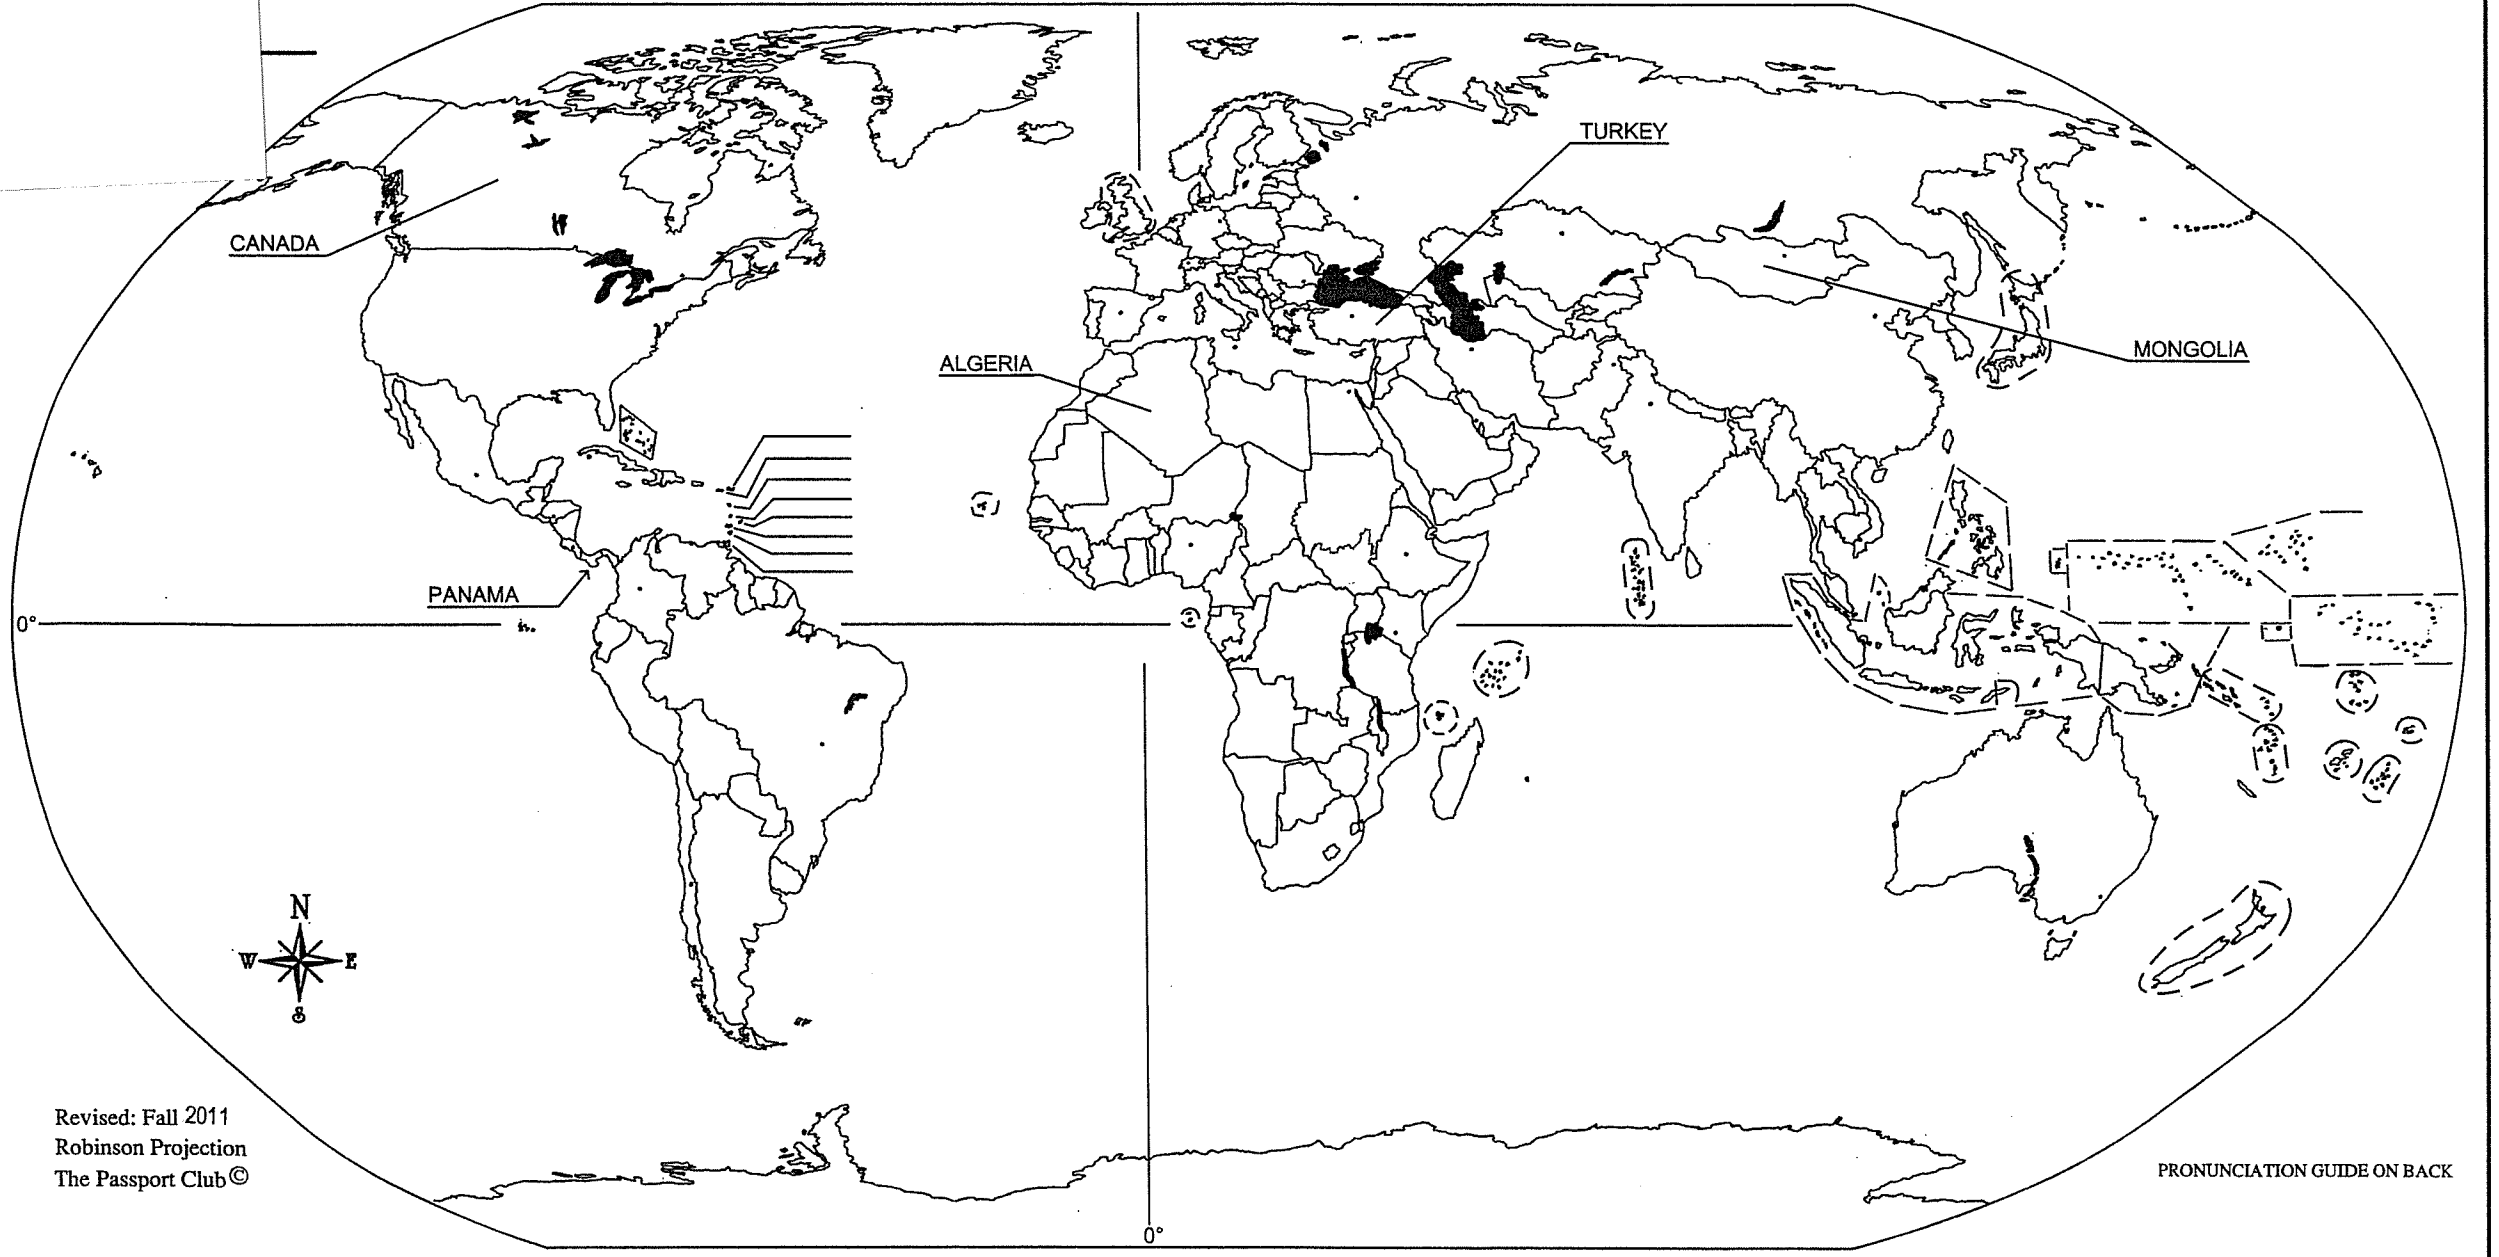 TURKEY
CANADA
MONGOLIA
ALGERIA
PANAMA
0°
N
W E
S
Revised: Fall 2011
Robinson Projection
The Passport Club©
PRONUNCIATION GUIDE ON BACK
0°